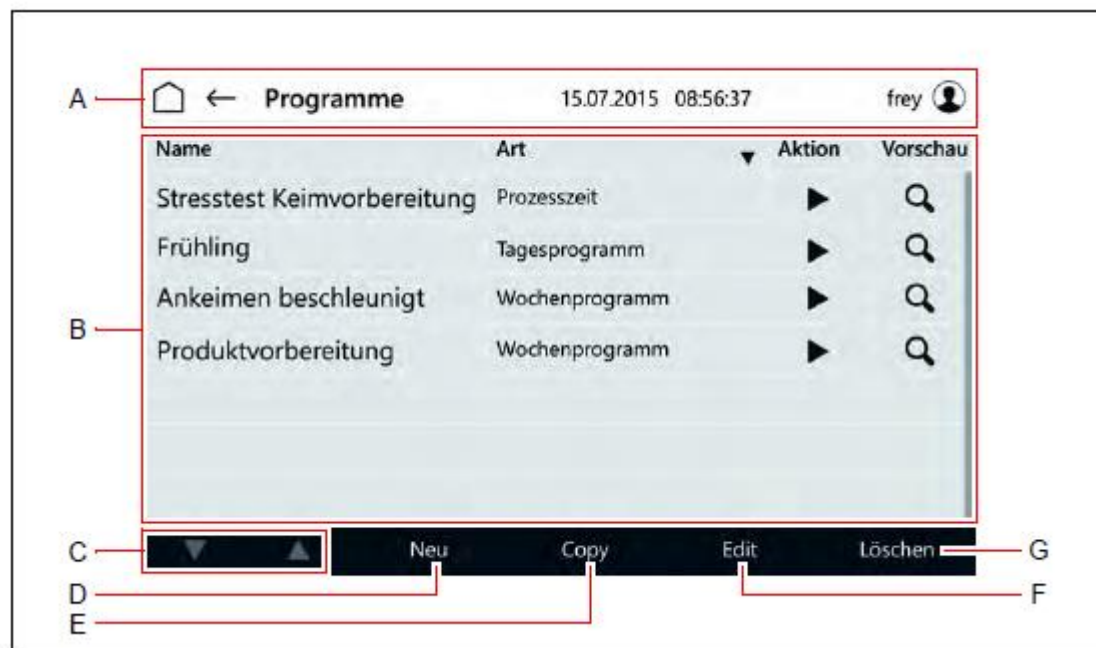 A Programme 15.07.2015 08:56:37 frey
Name Art Aktion Vorschau
Stresstest Keimvorbereitung Prozesszeit
Frühling Tagesprogramm
Ankeimen beschleunigt Wochenprogramm
B
Produktvorbereitung Wochenprogramm
C Neu Copy Edit Löschen G
D F
E